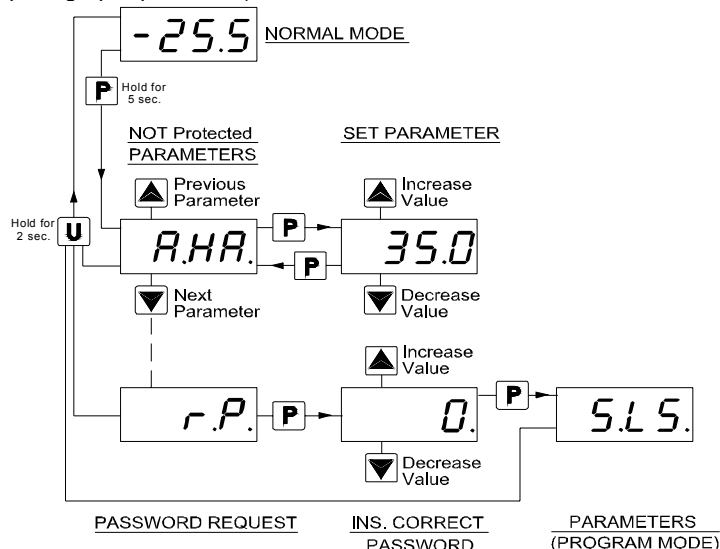 -25.5 NORMAL MODE
P Hold for
5 sec.
NOT Protected
PARAMETERS
SET PARAMETER
Previous
Parameter
Increase
Value
Hold for
2 sec.
U
A.HA.
P
P
35.0
Next
Parameter
Decrease
Value
Increase
Value
r.P.
P
0.
P
S.L.S.
Decrease
Value
PASSWORD REQUEST
INS. CORRECT
PASSWORD
PARAMETERS
(PROGRAM MODE)